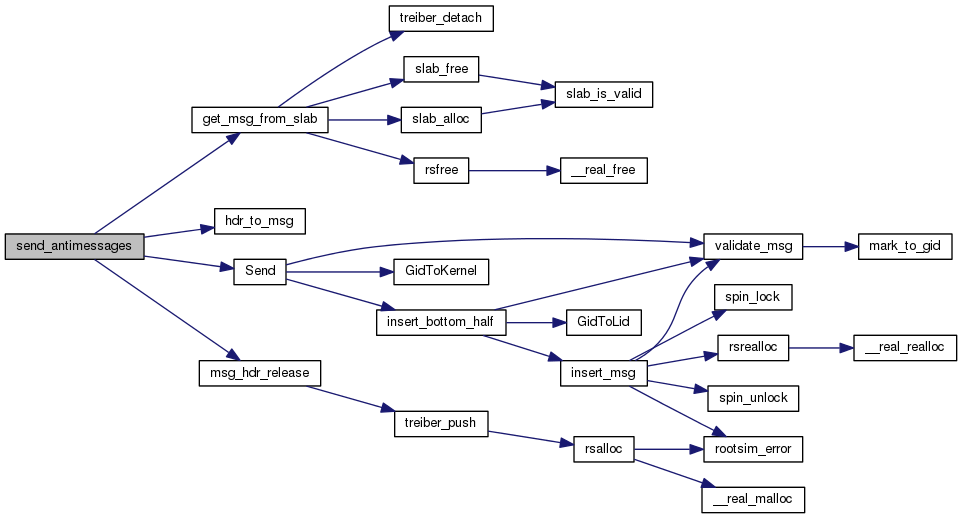 treiber_detach
slab_free
slab_is_valid
get_msg_from_slab
slab_alloc
rsfree
__real_free
hdr_to_msg
send_antimessages
validate_msg
mark_to_gid
Send
GidToKernel
spin_lock
insert_bottom_half
GidToLid
rsrealloc
__real_realloc
msg_hdr_release
insert_msg
spin_unlock
treiber_push
rsalloc
rootsim_error
__real_malloc